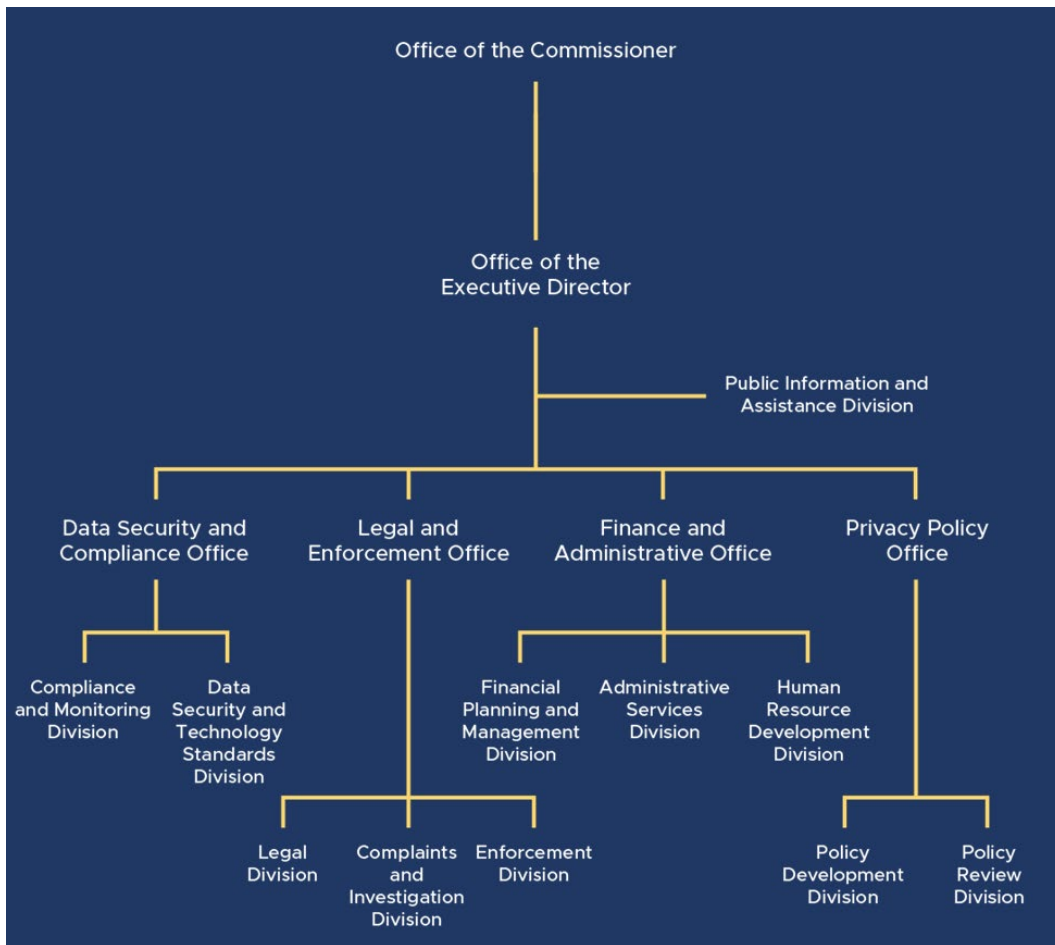 Office of the Commissioner
Office of the
Executive Director
Public Information and
Assistance Division
Data Security and
Compliance Office
Legal and
Enforcement Office
Finance and
Administrative Office
Privacy Policy
Office
Compliance
and Monitoring
Division
Data
Security and
Technology
Standards
Division
Financial
Planning and
Management
Division
Administrative
Services
Division
Human
Resource
Development
Division
Legal
Division
Complaints
and
Investigation
Division
Enforcement
Division
Policy
Development
Division
Policy
Review
Division